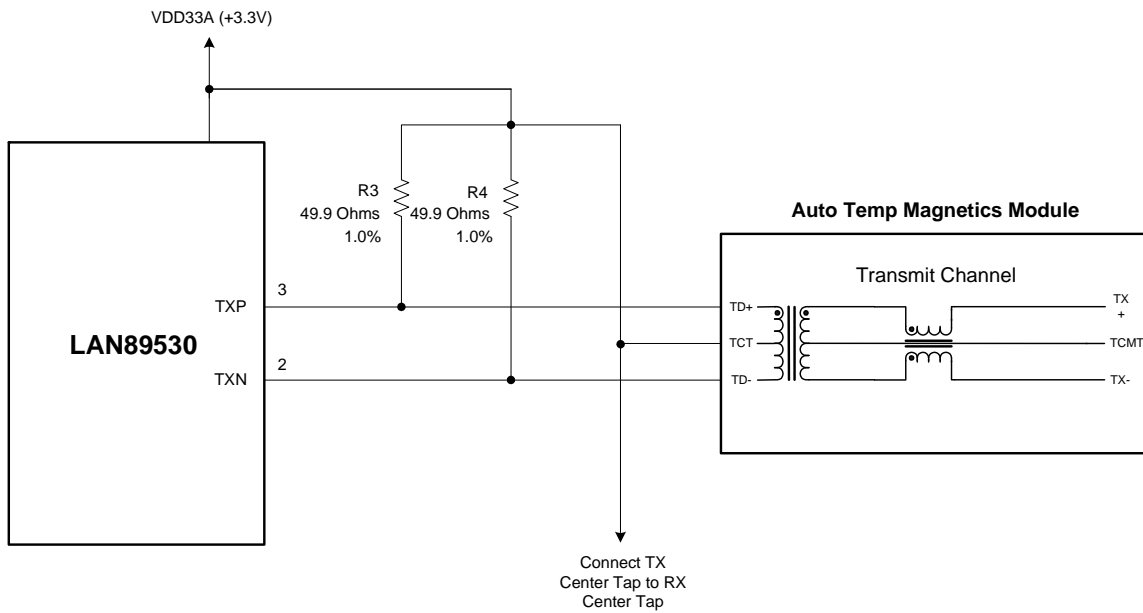 VDD33A (+3.3V)
R3
49.9 Ohms
1.0%
R4
49.9 Ohms
1.0%
Auto Temp Magnetics Module
Transmit Channel
TXP
3
LAN89530
TXN
2
TD+
TCT
TD-
TX
+
TCMT
TX-
Connect TX
Center Tap to RX
Center Tap